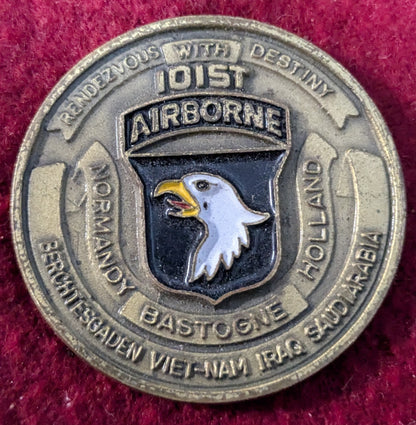 RENDEZVOUS WITH DESTINY
101ST
AIRBORNE
NORMANDY BASTOGNE HOLLAND
BERCHTESGADEN VIET-NAM IRAQ SAUDI ARABIA